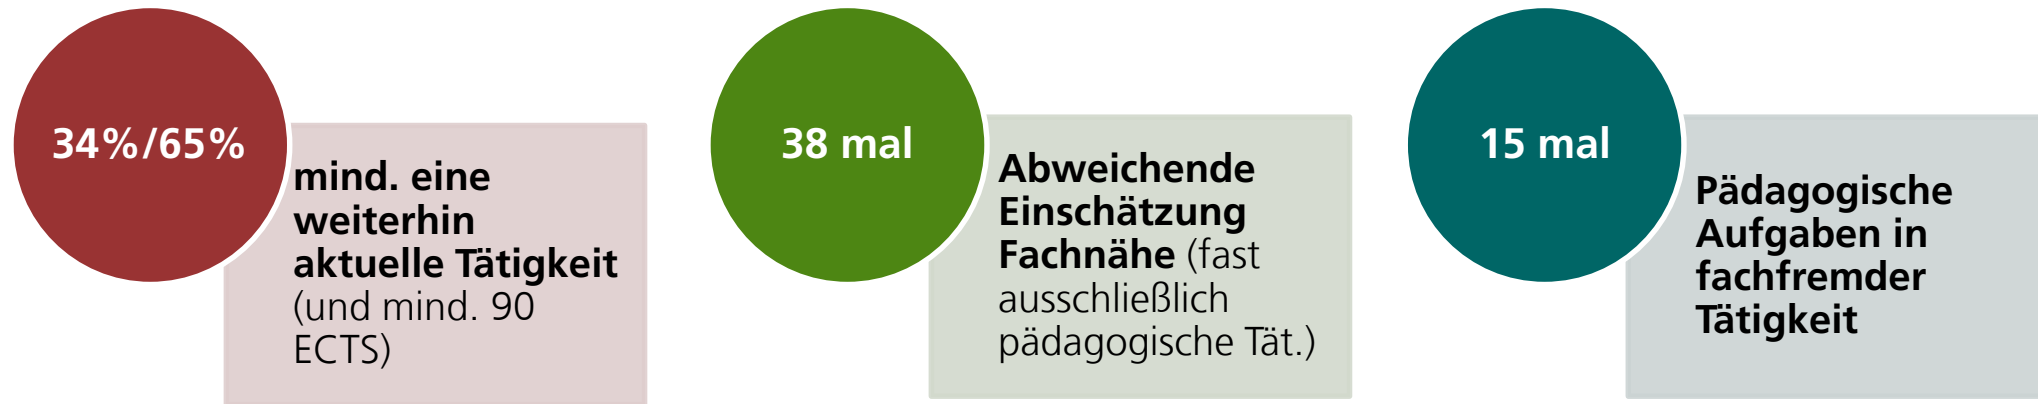 34%/65%
mind. eine
weiterhin
aktuelle Tätigkeit
(und mind. 90
ECTS)
38 mal
Abweichende
Einschätzung
Fachnähe (fast
ausschließlich
pädagogische Tät.)
15 mal
Pädagogische
Aufgaben in
fachfremder
Tätigkeit